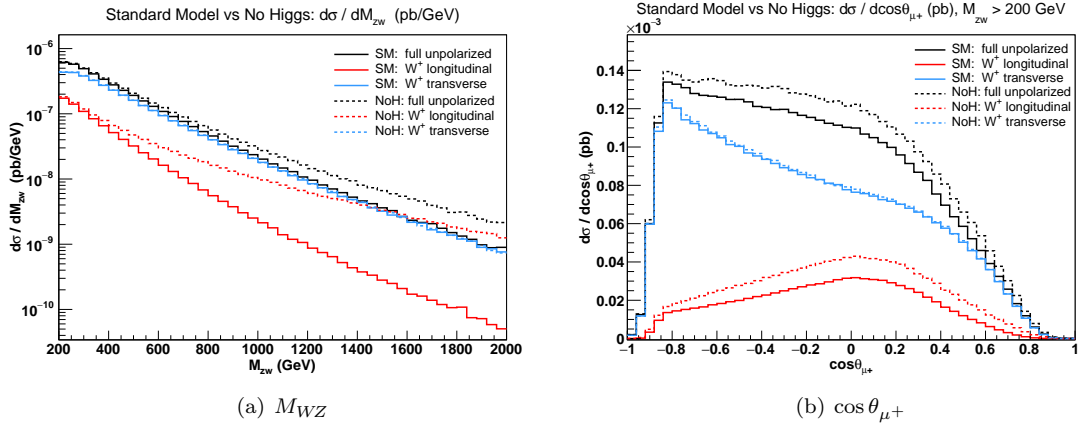 Standard Model vs No Higgs: dσ / dM_zw (pb/GeV)
dσ / dM_zw (pb/GeV)
10⁻⁶
10⁻⁷
10⁻⁸
10⁻⁹
10⁻¹⁰
SM: full unpolarized
SM: W⁺ longitudinal
SM: W⁺ transverse
NoH: full unpolarized
NoH: W⁺ longitudinal
NoH: W⁺ transverse
200 400 600 800 1000 1200 1400 1600 1800 2000
M_zw (GeV)
(a) M_WZ
Standard Model vs No Higgs: dσ / dcosθ_μ+ (pb), M_zw > 200 GeV
×10⁻³
dσ / dcosθ_μ+ (pb)
0.14
0.12
0.1
0.08
0.06
0.04
0.02
0
SM: full unpolarized
SM: W⁺ longitudinal
SM: W⁺ transverse
NoH: full unpolarized
NoH: W⁺ longitudinal
NoH: W⁺ transverse
−1 −0.8 −0.6 −0.4 −0.2 0 0.2 0.4 0.6 0.8 1
cosθ_μ+
(b) cos θ_μ+